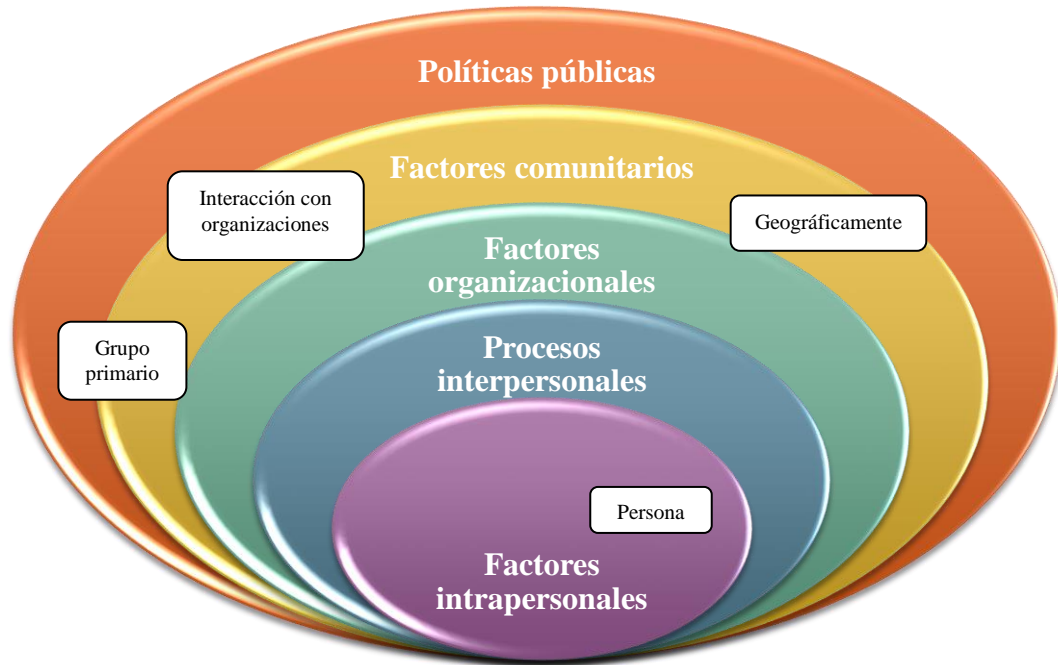 Políticas públicas
Factores comunitarios
Interacción con
organizaciones
Geográficamente
Factores
organizacionales
Grupo
primario
Procesos
interpersonales
Persona
Factores
intrapersonales